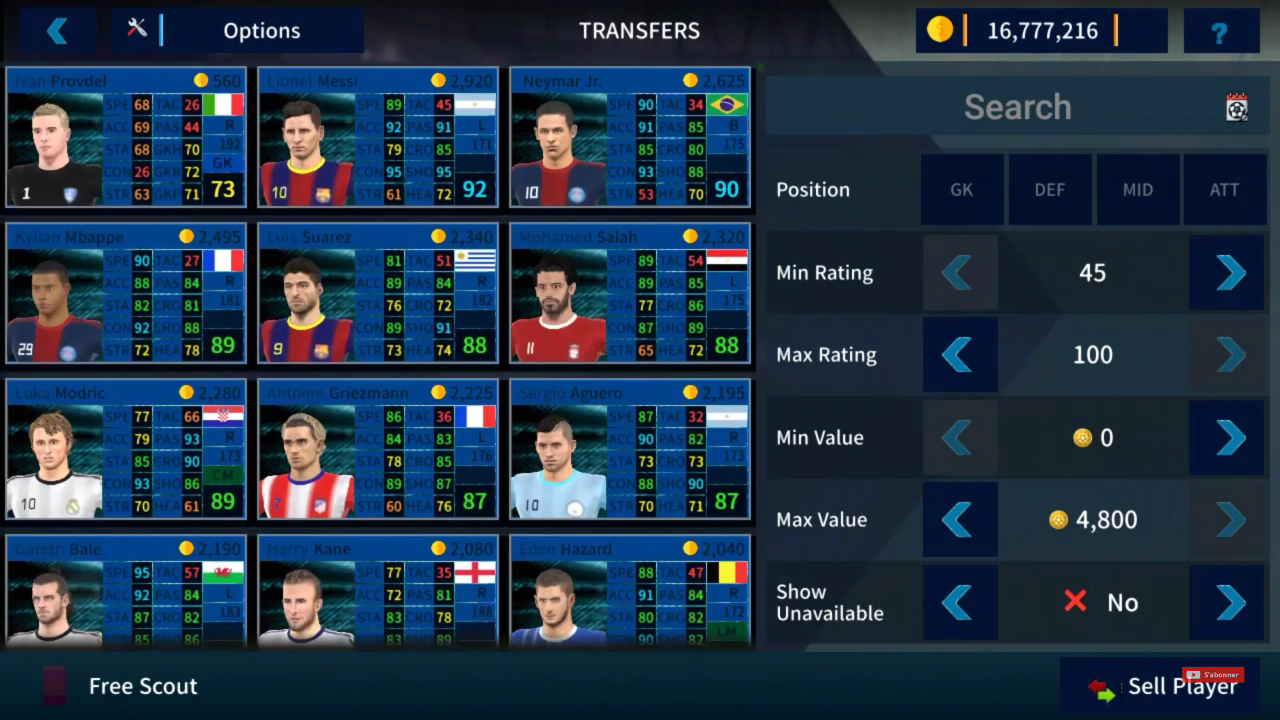 Options
TRANSFERS
16,777,216
?
Ivan Provdel 560
SPE 68 TAC 26
ACC 69 PAS 44 R
STA 68 GKH 70 192
CON 26 GKR 72 GK
STR 63 GKP 71 73
1
Lionel Messi 2,920
SPE 89 TAC 45
ACC 92 PAS 91 L
STA 79 CRO 85 171
CON 95 SHO 95
STR 61 HEA 72 92
10
Neymar Jr. 2,625
SPE 90 TAC 34
ACC 91 PAS 85 B
STA 85 CRO 80 175
CON 93 SHO 88
STR 53 HEA 70 90
10
Kylian Mbappe 2,495
SPE 90 TAC 27
ACC 88 PAS 84 R
STA 82 CRO 81 181
CON 92 SHO 88
STR 72 HEA 78 89
29
Luis Suarez 2,340
SPE 81 TAC 51
ACC 89 PAS 84 R
STA 76 CRO 72 182
CON 89 SHO 91
STR 73 HEA 74 88
9
Mohamed Salah 2,320
SPE 89 TAC 54
ACC 89 PAS 85 L
STA 77 CRO 86 175
CON 87 SHO 89
STR 65 HEA 72 88
11
Luka Modric 2,280
SPE 77 TAC 66
ACC 79 PAS 93 R
STA 85 CRO 90 173
CON 93 SHO 86 CM
STR 70 HEA 61 89
10
Antoine Griezmann 2,225
SPE 86 TAC 36
ACC 84 PAS 83 L
STA 78 CRO 85 176
CON 89 SHO 87
STR 60 HEA 76 87
7
Sergio Aguero 2,195
SPE 87 TAC 32
ACC 90 PAS 82 R
STA 73 CRO 73 173
CON 88 SHO 90
STR 70 HEA 71 87
10
Gareth Bale 2,190
SPE 95 TAC 57
ACC 92 PAS 84 L
STA 87 CRO 82 183
85 86
Harry Kane 2,080
SPE 77 TAC 35
ACC 72 PAS 81 R
STA 83 CRO 78 188
83 89
Eden Hazard 2,040
SPE 88 TAC 47
ACC 91 PAS 84 R
STA 80 CRO 82 172
90 82 LM
Search
Position GK DEF MID ATT
Min Rating 45
Max Rating 100
Min Value 0
Max Value 4,800
Show
Unavailable No
Free Scout
Sell Player
S'abonner